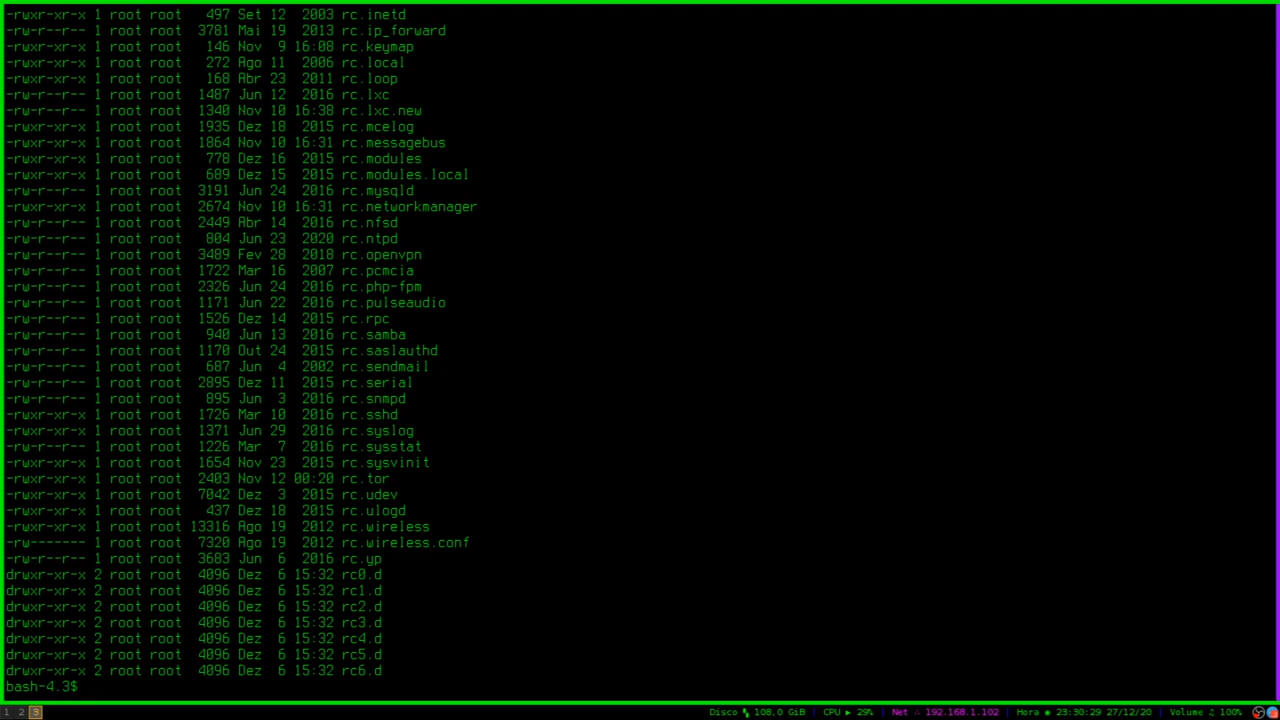 -rwxr-xr-x 1 root root   497 Set 12  2003 rc.inetd
-rw-r--r-- 1 root root  3781 Mai 19  2013 rc.ip_forward
-rwxr-xr-x 1 root root   146 Nov  9 16:08 rc.keymap
-rwxr-xr-x 1 root root   272 Ago 11  2006 rc.local
-rwxr-xr-x 1 root root   168 Abr 23  2011 rc.loop
-rw-r--r-- 1 root root  1487 Jun 12  2016 rc.lxc
-rw-r--r-- 1 root root  1340 Nov 10 16:38 rc.lxc.new
-rwxr-xr-x 1 root root  1935 Dez 18  2015 rc.mcelog
-rwxr-xr-x 1 root root  1864 Nov 10 16:31 rc.messagebus
-rwxr-xr-x 1 root root   778 Dez 16  2015 rc.modules
-rwxr-xr-x 1 root root   689 Dez 15  2015 rc.modules.local
-rw-r--r-- 1 root root  3191 Jun 24  2016 rc.mysqld
-rwxr-xr-x 1 root root  2674 Nov 10 16:31 rc.networkmanager
-rw-r--r-- 1 root root  2449 Abr 14  2016 rc.nfsd
-rw-r--r-- 1 root root   804 Jun 23  2020 rc.ntpd
-rw-r--r-- 1 root root  3489 Fev 28  2018 rc.openvpn
-rw-r--r-- 1 root root  1722 Mar 16  2007 rc.pcmcia
-rw-r--r-- 1 root root  2326 Jun 24  2016 rc.php-fpm
-rw-r--r-- 1 root root  1171 Jun 22  2016 rc.pulseaudio
-rwxr-xr-x 1 root root  1526 Dez 14  2015 rc.rpc
-rw-r--r-- 1 root root   940 Jun 13  2016 rc.samba
-rw-r--r-- 1 root root  1170 Out 24  2015 rc.saslauthd
-rw-r--r-- 1 root root   687 Jun  4  2002 rc.sendmail
-rw-r--r-- 1 root root  2895 Dez 11  2015 rc.serial
-rw-r--r-- 1 root root   895 Jun  3  2016 rc.snmpd
-rwxr-xr-x 1 root root  1726 Mar 10  2016 rc.sshd
-rwxr-xr-x 1 root root  1371 Jun 29  2016 rc.syslog
-rw-r--r-- 1 root root  1226 Mar  7  2016 rc.sysstat
-rwxr-xr-x 1 root root  1654 Nov 23  2015 rc.sysvinit
-rwxr-xr-x 1 root root  2403 Nov 12 00:20 rc.tor
-rwxr-xr-x 1 root root  7042 Dez  3  2015 rc.udev
-rwxr-xr-x 1 root root   437 Dez 18  2015 rc.ulogd
-rwxr-xr-x 1 root root 13316 Ago 19  2012 rc.wireless
-rw------- 1 root root  7320 Ago 19  2012 rc.wireless.conf
-rw-r--r-- 1 root root  3683 Jun  6  2016 rc.yp
drwxr-xr-x 2 root root  4096 Dez  6 15:32 rc0.d
drwxr-xr-x 2 root root  4096 Dez  6 15:32 rc1.d
drwxr-xr-x 2 root root  4096 Dez  6 15:32 rc2.d
drwxr-xr-x 2 root root  4096 Dez  6 15:32 rc3.d
drwxr-xr-x 2 root root  4096 Dez  6 15:32 rc4.d
drwxr-xr-x 2 root root  4096 Dez  6 15:32 rc5.d
drwxr-xr-x 2 root root  4096 Dez  6 15:32 rc6.d
bash-4.3$
1 2 3 Disco 108,0 GiB | CPU ▶ 29% | Net 192.168.1.102 | Hora 23:30:29 27/12/20 | Volume ♫ 100%